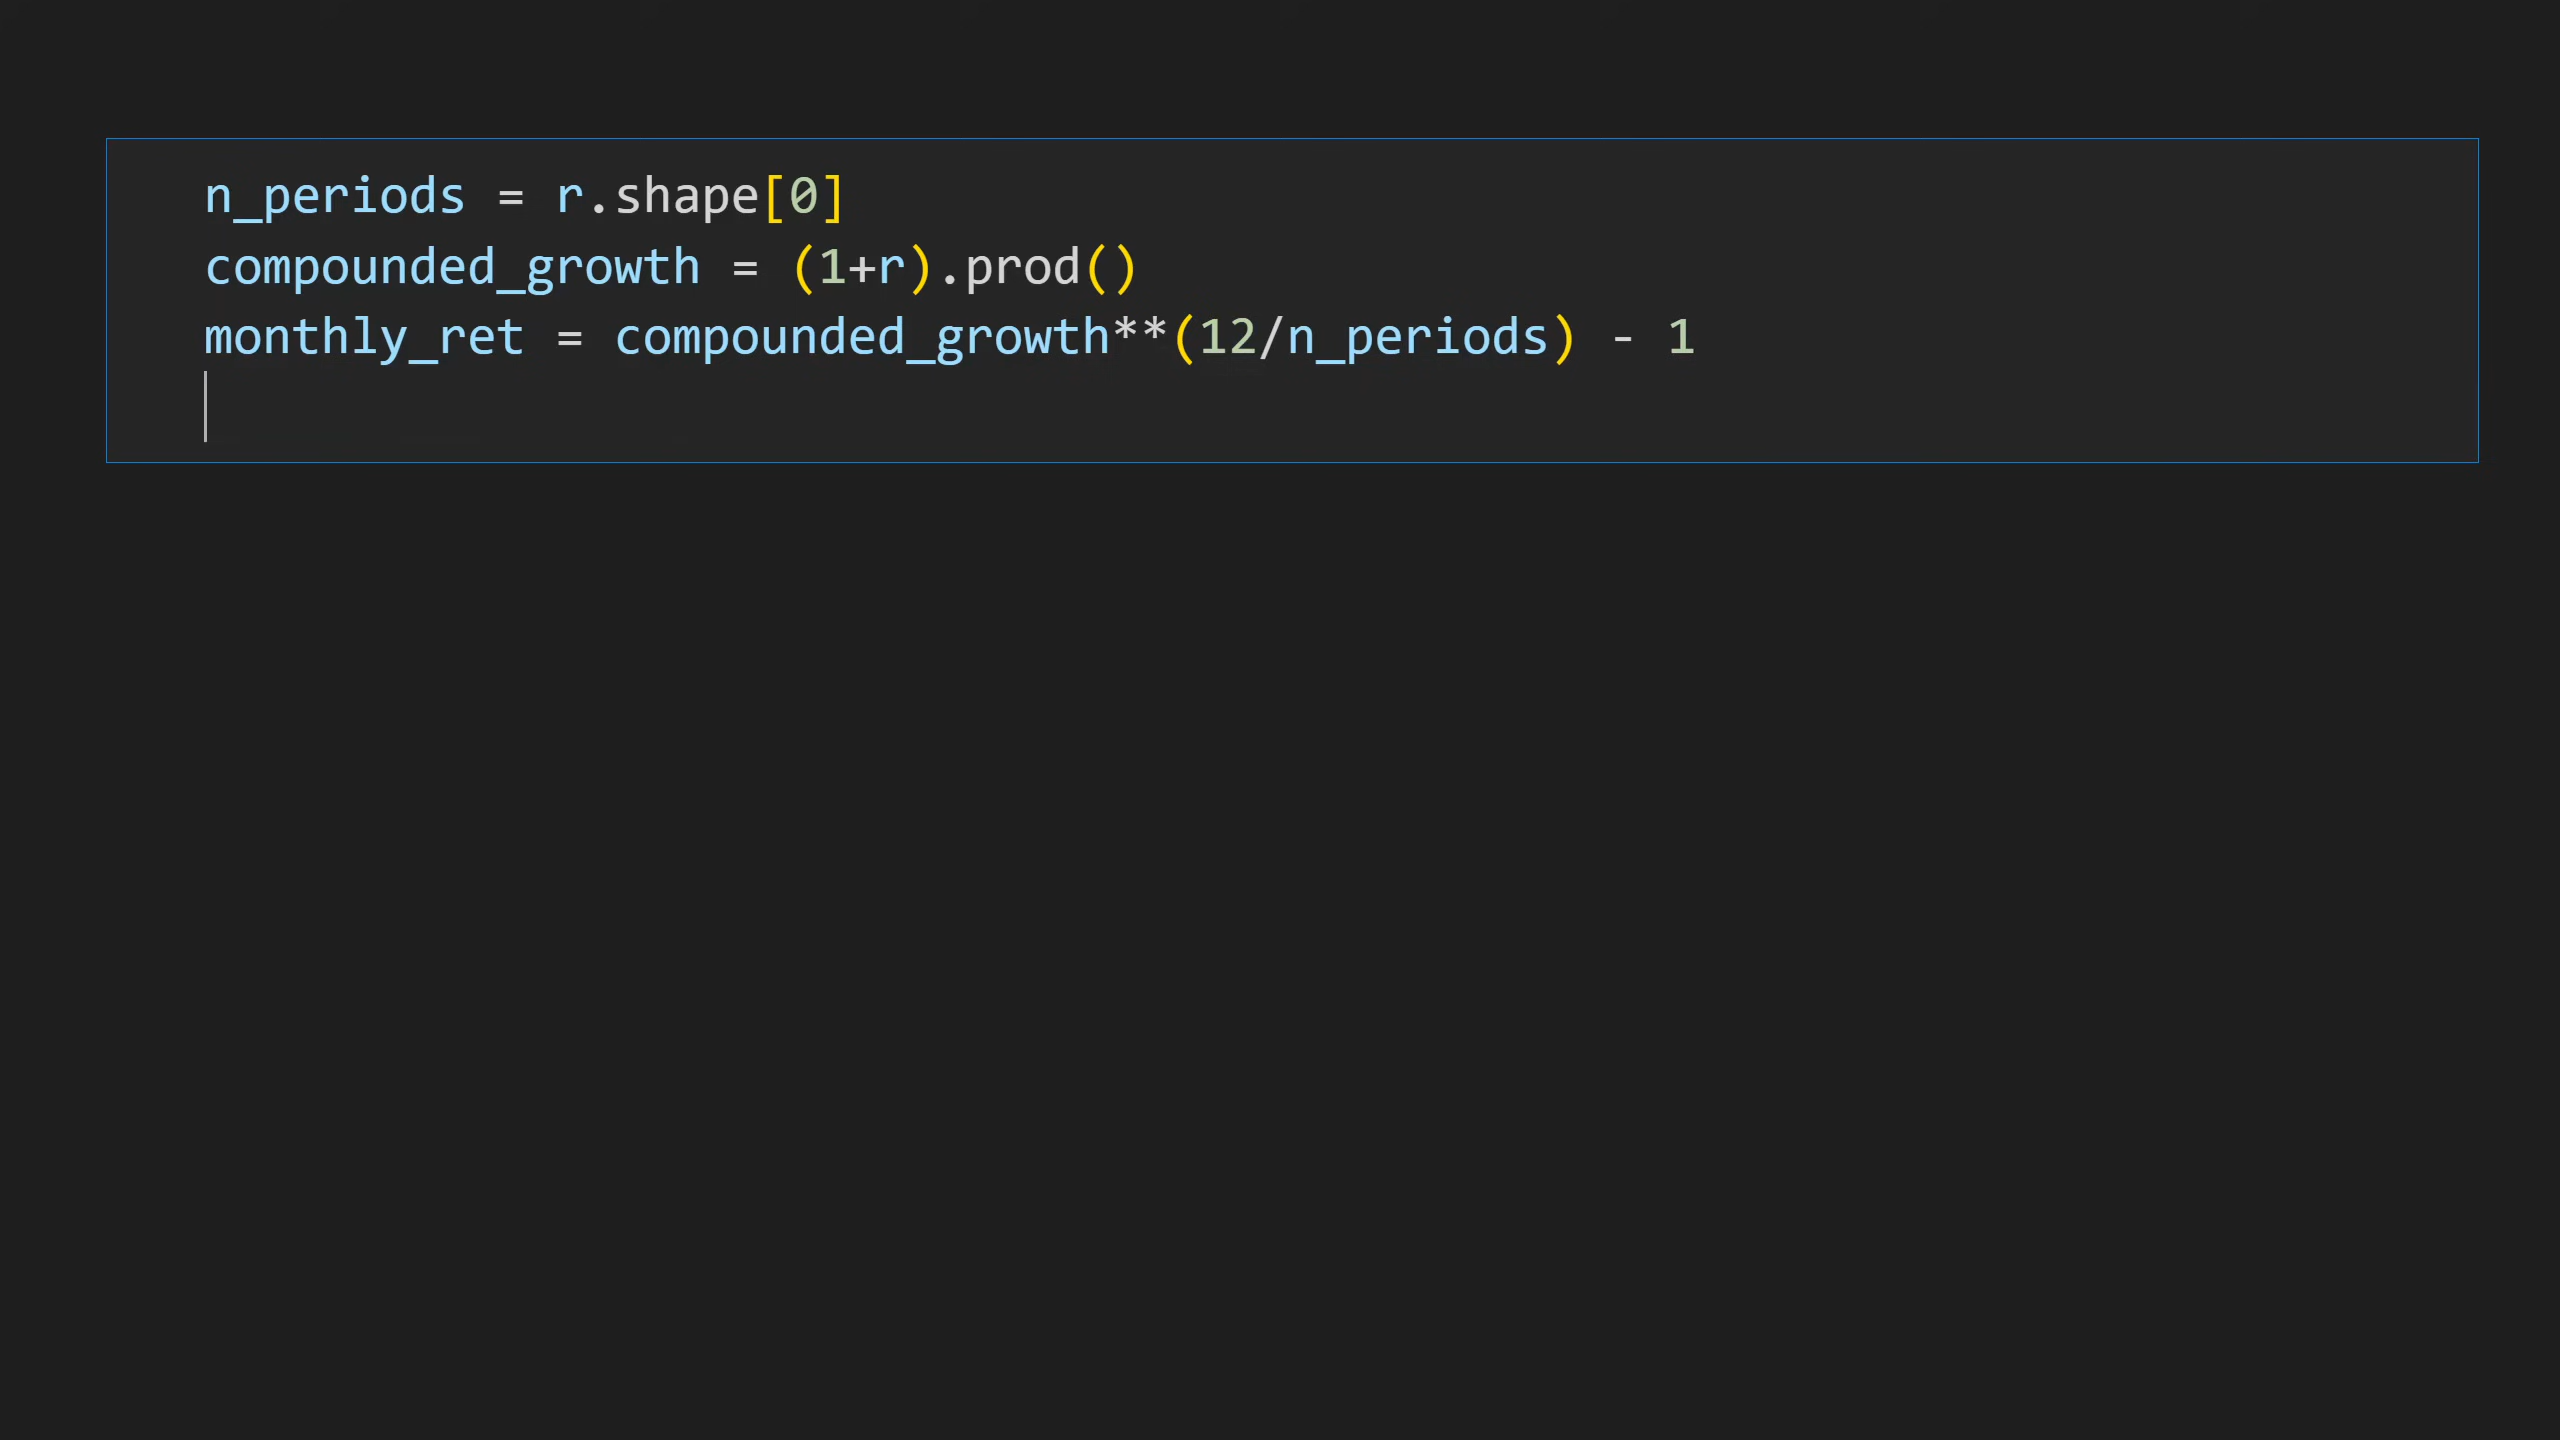 n_periods = r.shape[0]
compounded_growth = (1+r).prod()
monthly_ret = compounded_growth**(12/n_periods) - 1